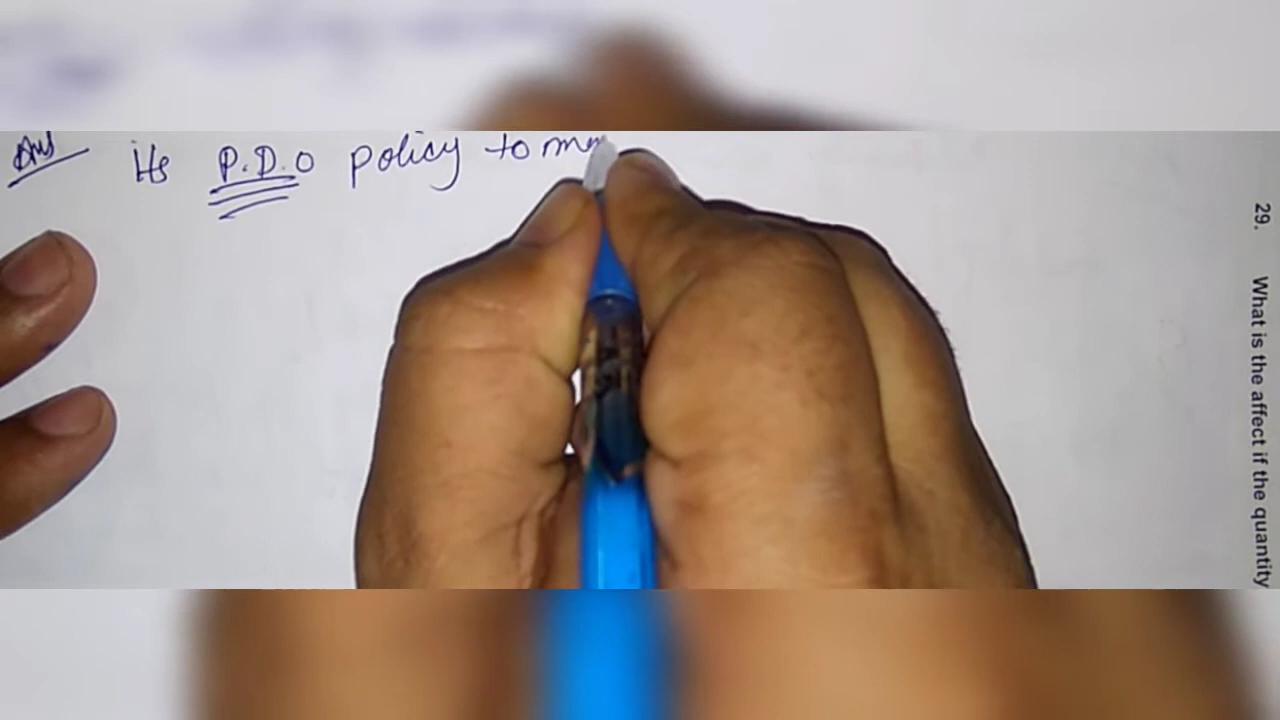 Ans Its P.D.O policy to
29. What is the affect if the quantity